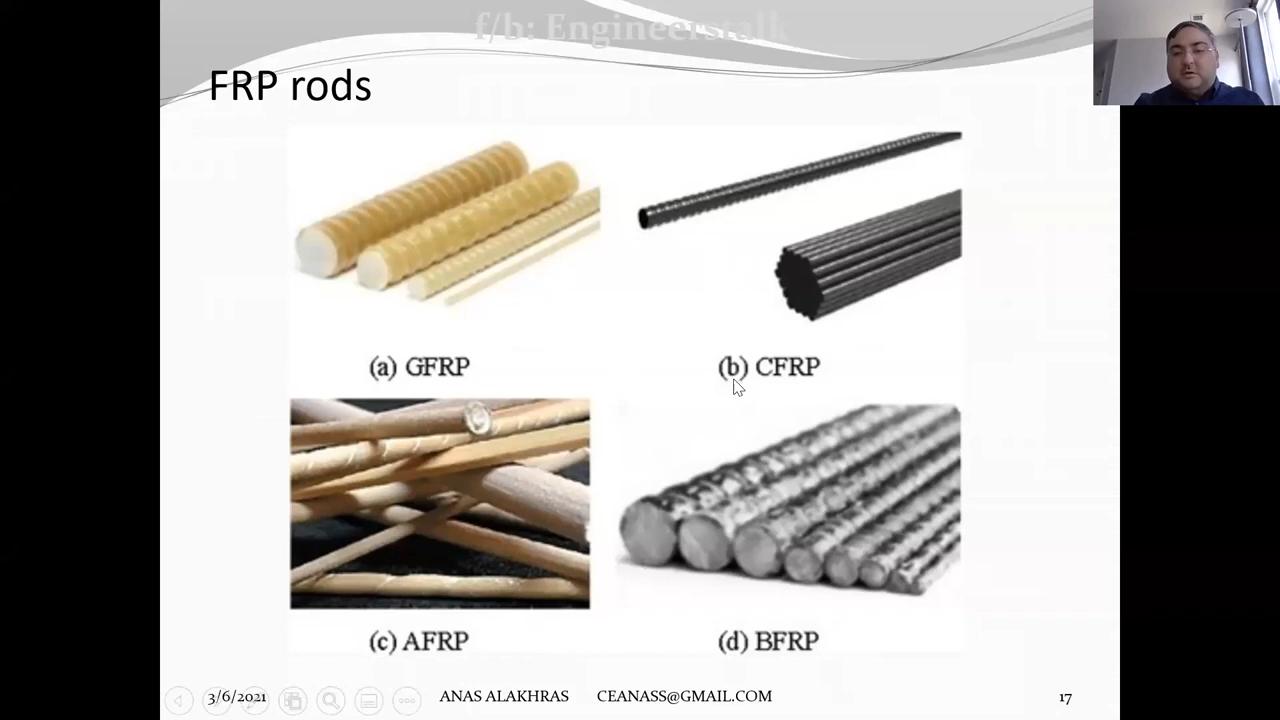 f/b: Engineerstalk
FRP rods
(a) GFRP
(b) CFRP
(c) AFRP
(d) BFRP
3/6/2021
ANAS ALAKHRAS CEANASS@GMAIL.COM
17